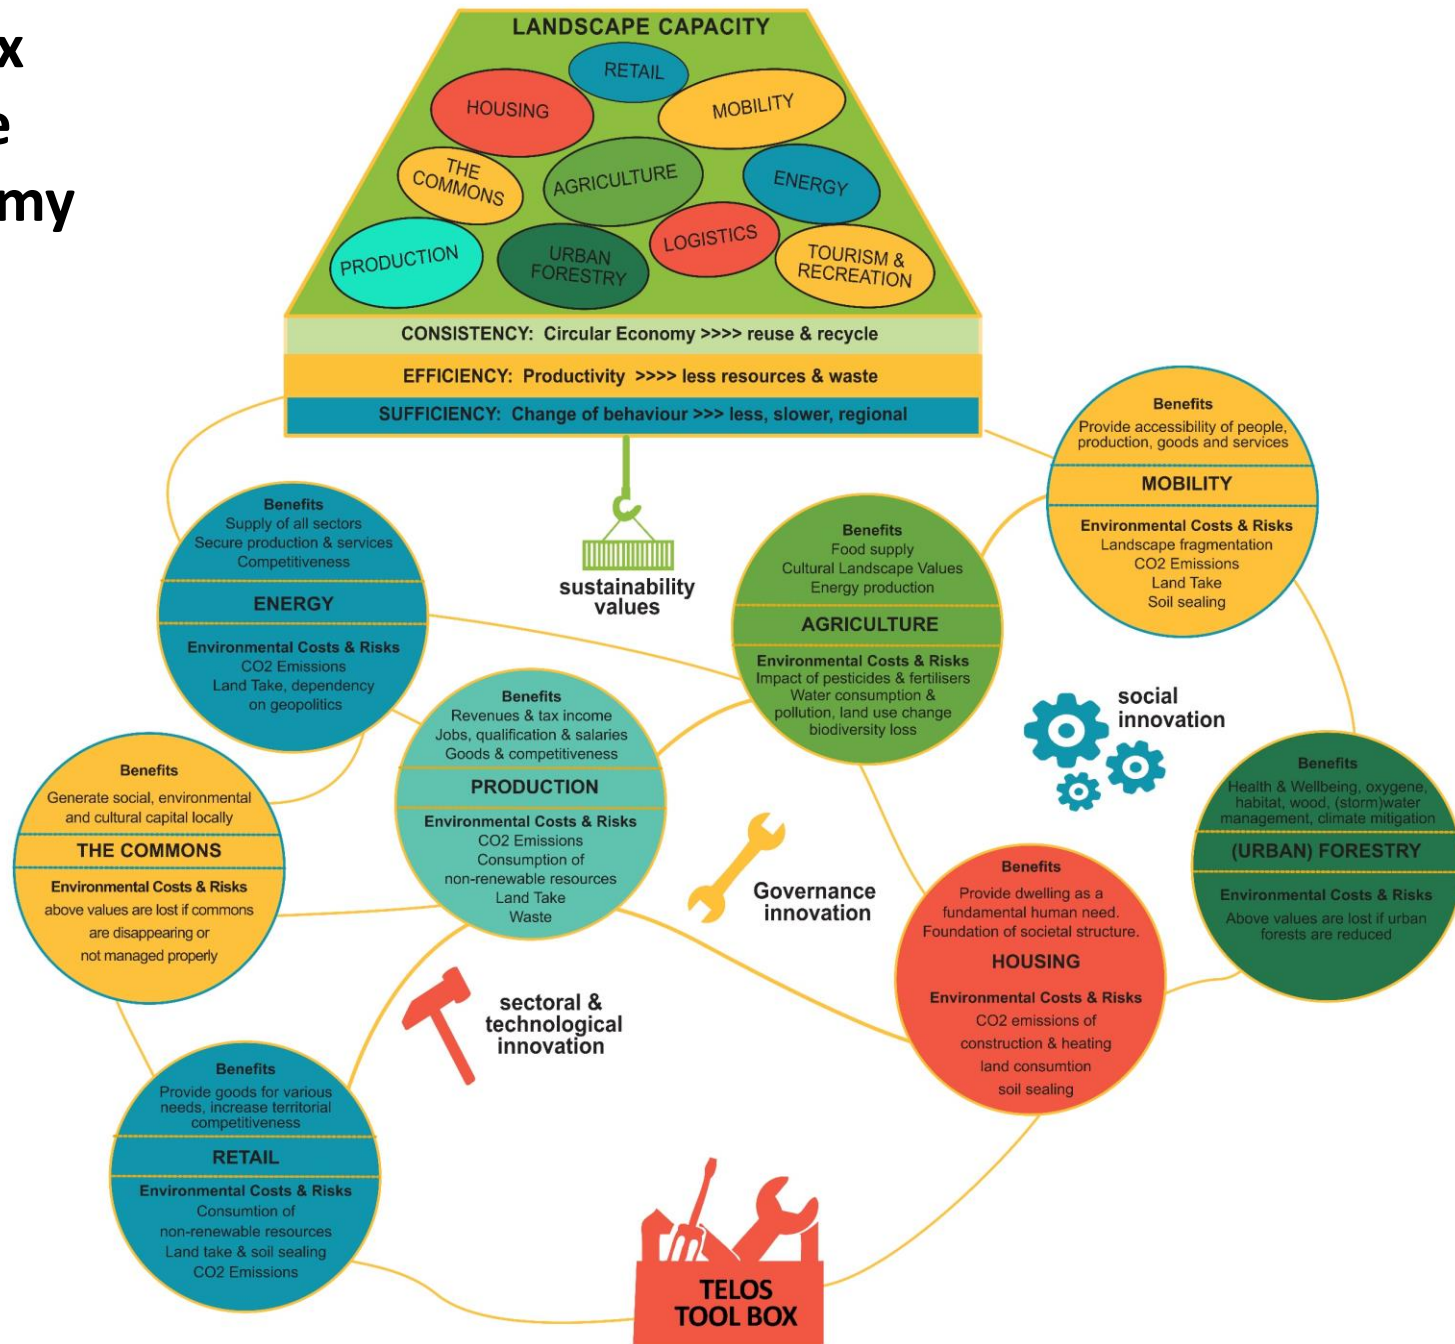 x
e
my
LANDSCAPE CAPACITY
RETAIL
HOUSING
MOBILITY
THE
COMMONS
AGRICULTURE
ENERGY
PRODUCTION
URBAN
FORESTRY
LOGISTICS
TOURISM &
RECREATION
CONSISTENCY: Circular Economy >>>> reuse & recycle
EFFICIENCY: Productivity >>>> less resources & waste
SUFFICIENCY: Change of behaviour >>> less, slower, regional
Benefits
Provide accessibility of people,
production, goods and services
MOBILITY
Environmental Costs & Risks
Landscape fragmentation
CO2 Emissions
Land Take
Soil sealing
Benefits
Supply of all sectors
Secure production & services
Competitiveness
ENERGY
Environmental Costs & Risks
CO2 Emissions
Land Take, dependency
on geopolitics
sustainability
values
Benefits
Food supply
Cultural Landscape Values
Energy production
AGRICULTURE
Environmental Costs & Risks
Impact of pesticides & fertilisers
Water consumption &
pollution, land use change
biodiversity loss
social
innovation
Benefits
Revenues & tax income
Jobs, qualification & salaries
Goods & competitiveness
PRODUCTION
Environmental Costs & Risks
CO2 Emissions
Consumption of
non-renewable resources
Land Take
Waste
Benefits
Generate social, environmental
and cultural capital locally
THE COMMONS
Environmental Costs & Risks
above values are lost if commons
are disappearing or
not managed properly
Benefits
Health & Wellbeing, oxygene,
habitat, wood, (storm)water
management, climate mitigation
(URBAN) FORESTRY
Environmental Costs & Risks
Above values are lost if urban
forests are reduced
Governance
innovation
Benefits
Provide dwelling as a
fundamental human need.
Foundation of societal structure.
HOUSING
Environmental Costs & Risks
CO2 emissions of
construction & heating
land consumtion
soil sealing
sectoral &
technological
innovation
Benefits
Provide goods for various
needs, increase territorial
competitiveness
RETAIL
Environmental Costs & Risks
Consumtion of
non-renewable resources
Land take & soil sealing
CO2 Emissions
TELOS
TOOL BOX